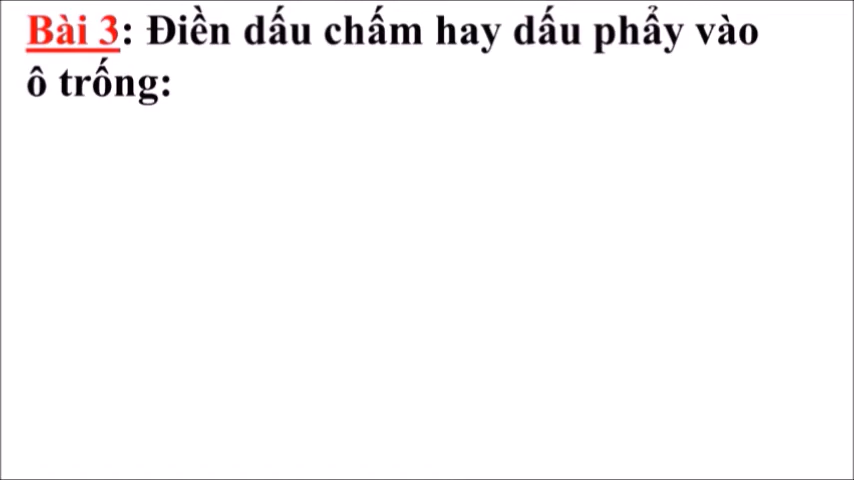 Bài 3: Điền dấu chấm hay dấu phẩy vào
ô trống: